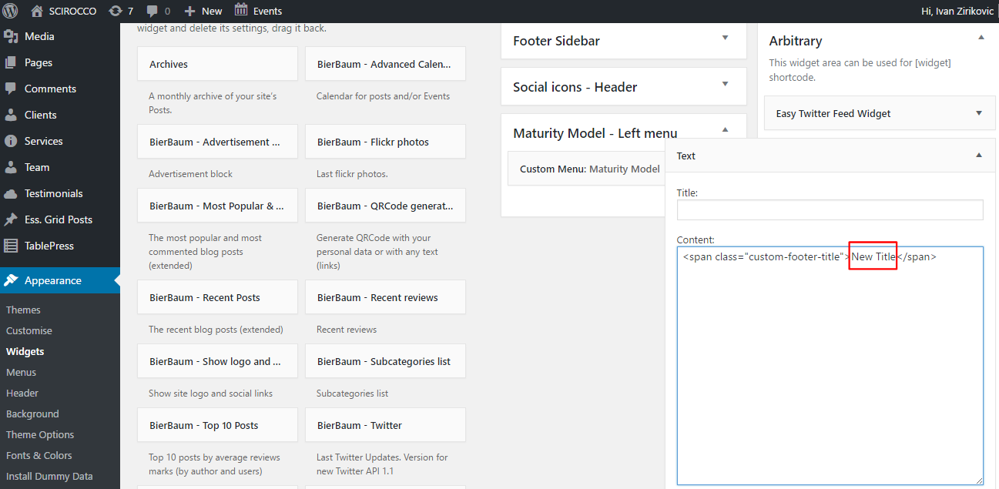 SCIROCCO 7 0 New Events Hi, Ivan Zirikovic
Media
Pages
Comments
Clients
Services
Team
Testimonials
Ess. Grid Posts
TablePress
Appearance
Themes
Customise
Widgets
Menus
Header
Background
Theme Options
Fonts & Colors
Install Dummy Data
widget and delete its settings, drag it back.
Archives
A monthly archive of your site's
Posts.
BierBaum - Advanced Calen...
Calendar for posts and/or Events
BierBaum - Advertisement ...
Advertisement block
BierBaum - Flickr photos
Last flickr photos.
BierBaum - Most Popular & ...
The most popular and most
commented blog posts
(extended)
BierBaum - QRCode generat...
Generate QRCode with your
personal data or with any text
(links)
BierBaum - Recent Posts
The recent blog posts (extended)
BierBaum - Recent reviews
Recent reviews
BierBaum - Show logo and ...
Show site logo and social links
BierBaum - Subcategories list
Subcategories list
BierBaum - Top 10 Posts
Top 10 posts by average reviews
marks (by author and users)
BierBaum - Twitter
Last Twitter Updates. Version for
new Twitter API 1.1
Footer Sidebar
Social icons - Header
Maturity Model - Left menu
Custom Menu: Maturity Model
Arbitrary
This widget area can be used for [widget]
shortcode.
Easy Twitter Feed Widget
Text
Title:
Content:
<span class="custom-footer-title">New Title</span>